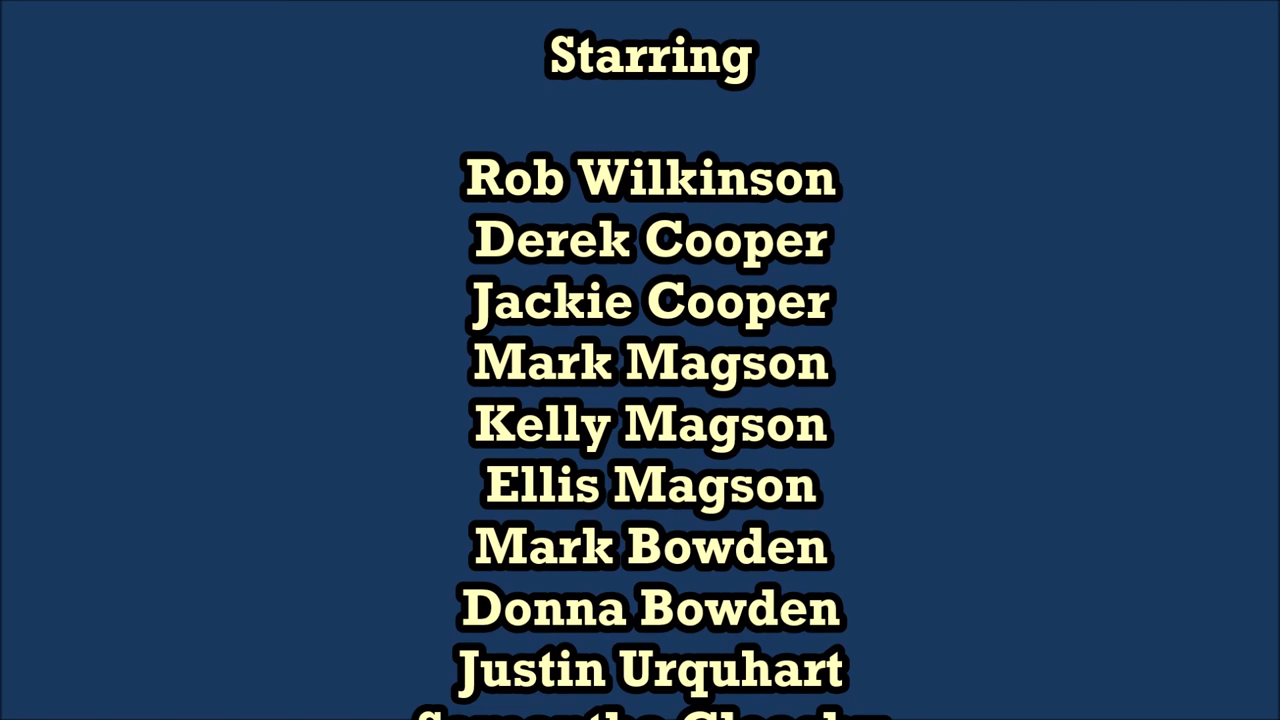 Starring
Rob Wilkinson
Derek Cooper
Jackie Cooper
Mark Magson
Kelly Magson
Ellis Magson
Mark Bowden
Donna Bowden
Justin Urquhart